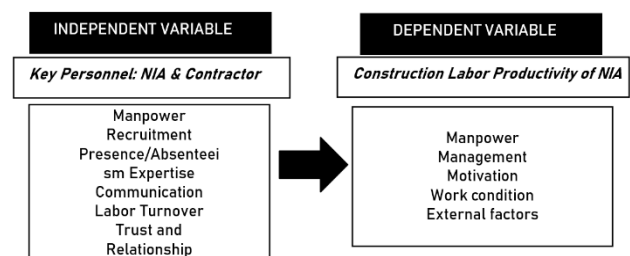 INDEPENDENT VARIABLE
Key Personnel: NIA & Contractor
Manpower
Recruitment
Presence/Absenteei
sm Expertise
Communication
Labor Turnover
Trust and
Relationship
DEPENDENT VARIABLE
Construction Labor Productivity of NIA
Manpower
Management
Motivation
Work condition
External factors